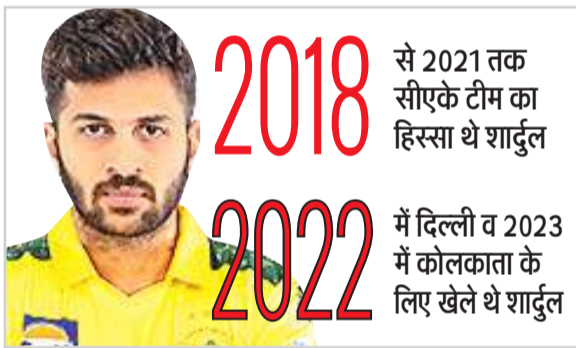 2018
से 2021 तक
सीएके टीम का
हिस्सा थे शार्दुल
2022
में दिल्ली व 2023
में कोलकाता के
लिए खेले थे शार्दुल